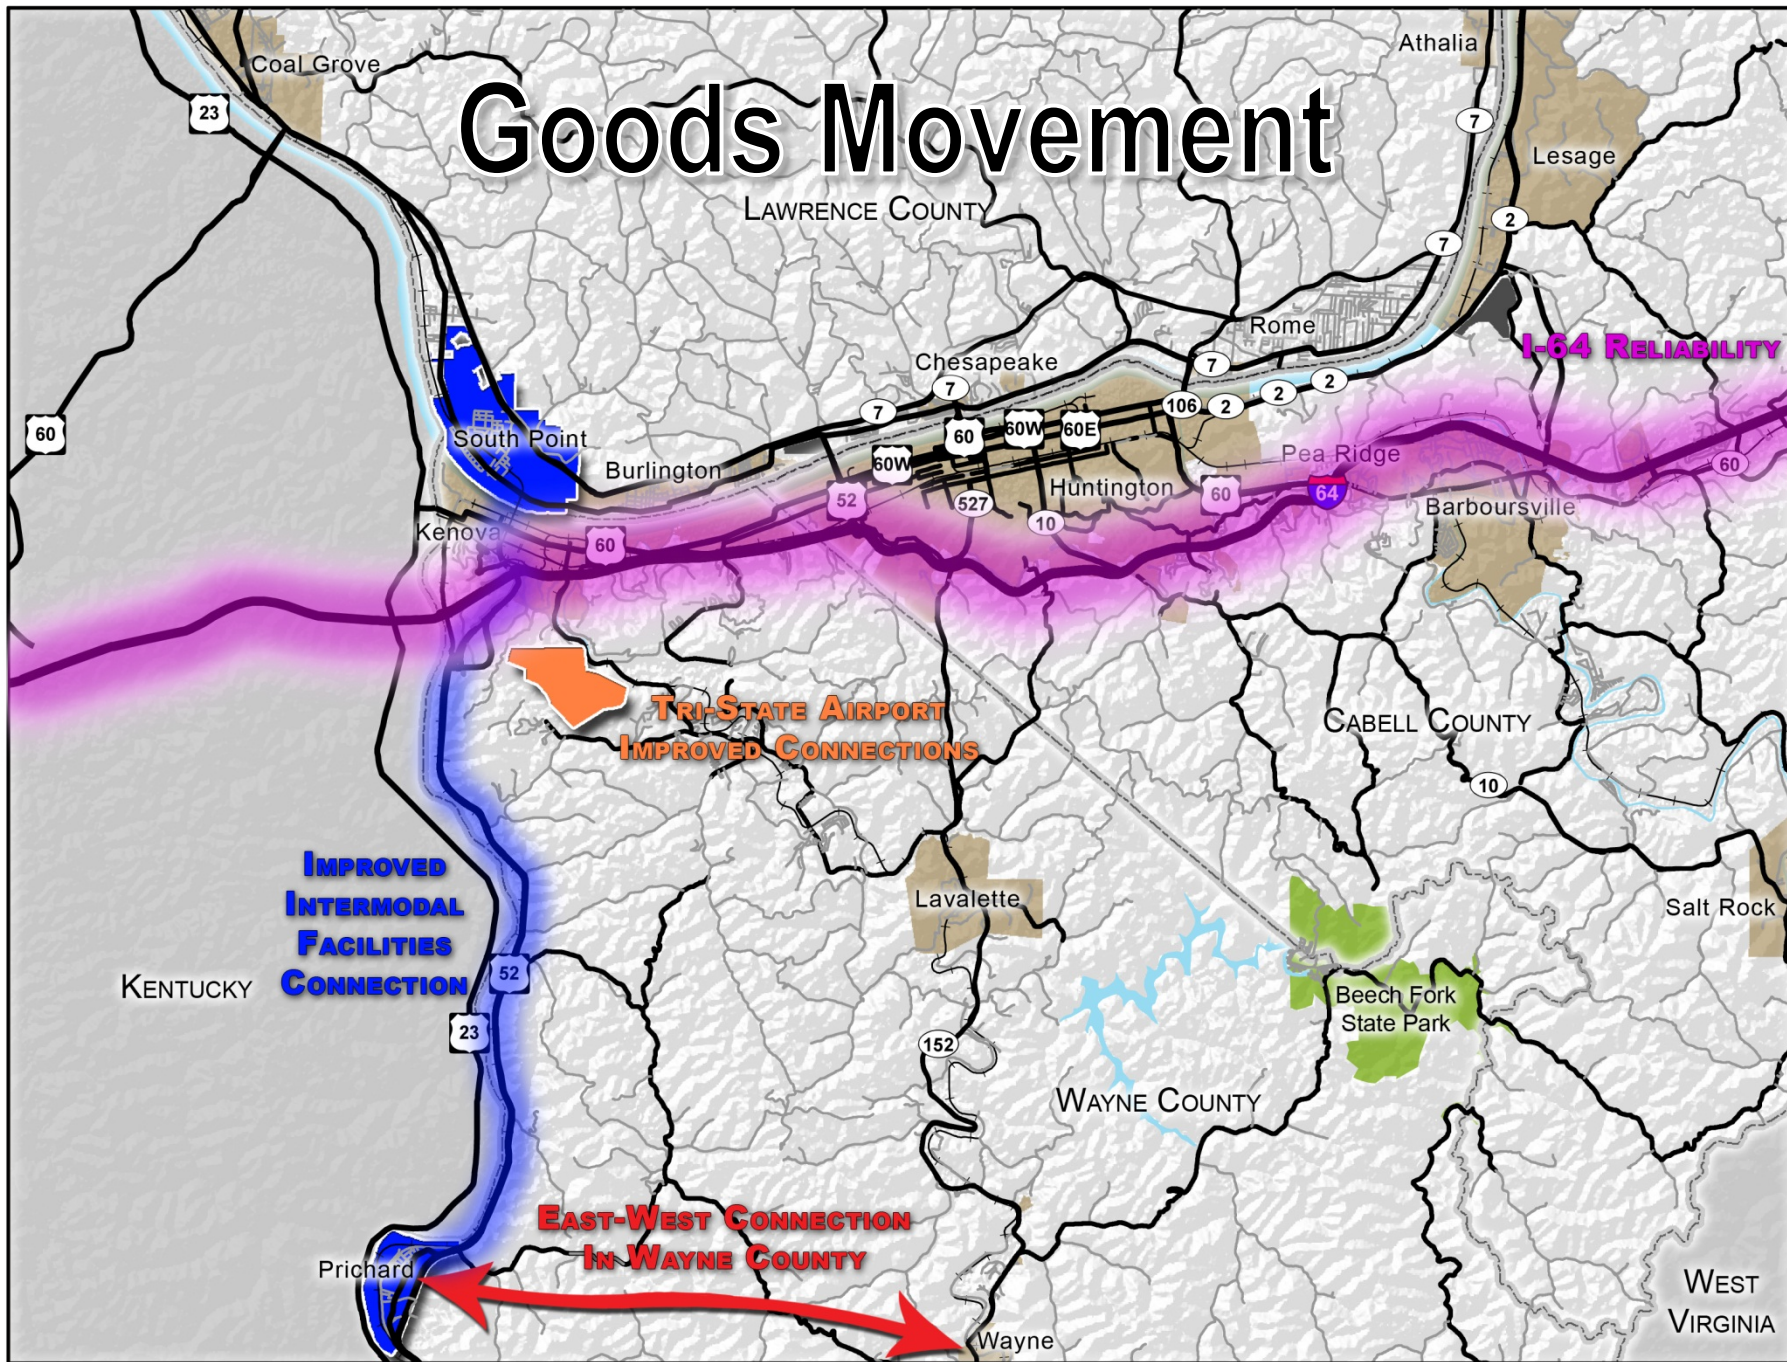 Goods Movement
Athalia
Coal Grove
23
7
Lesage
LAWRENCE COUNTY
2
7
Rome
I-64 RELIABILITY
Chesapeake
7
7
2
2
7
106
2
60
60
60W
60E
South Point
Burlington
60W
Pea Ridge
60
52
527
Huntington
60
64
Barboursville
10
Kenova
60
TRI-STATE AIRPORT
IMPROVED CONNECTIONS
CABELL COUNTY
10
IMPROVED
INTERMODAL
FACILITIES
CONNECTION
Lavalette
Salt Rock
KENTUCKY
52
Beech Fork
State Park
23
152
WAYNE COUNTY
EAST-WEST CONNECTION
IN WAYNE COUNTY
Prichard
WEST
VIRGINIA
Wayne